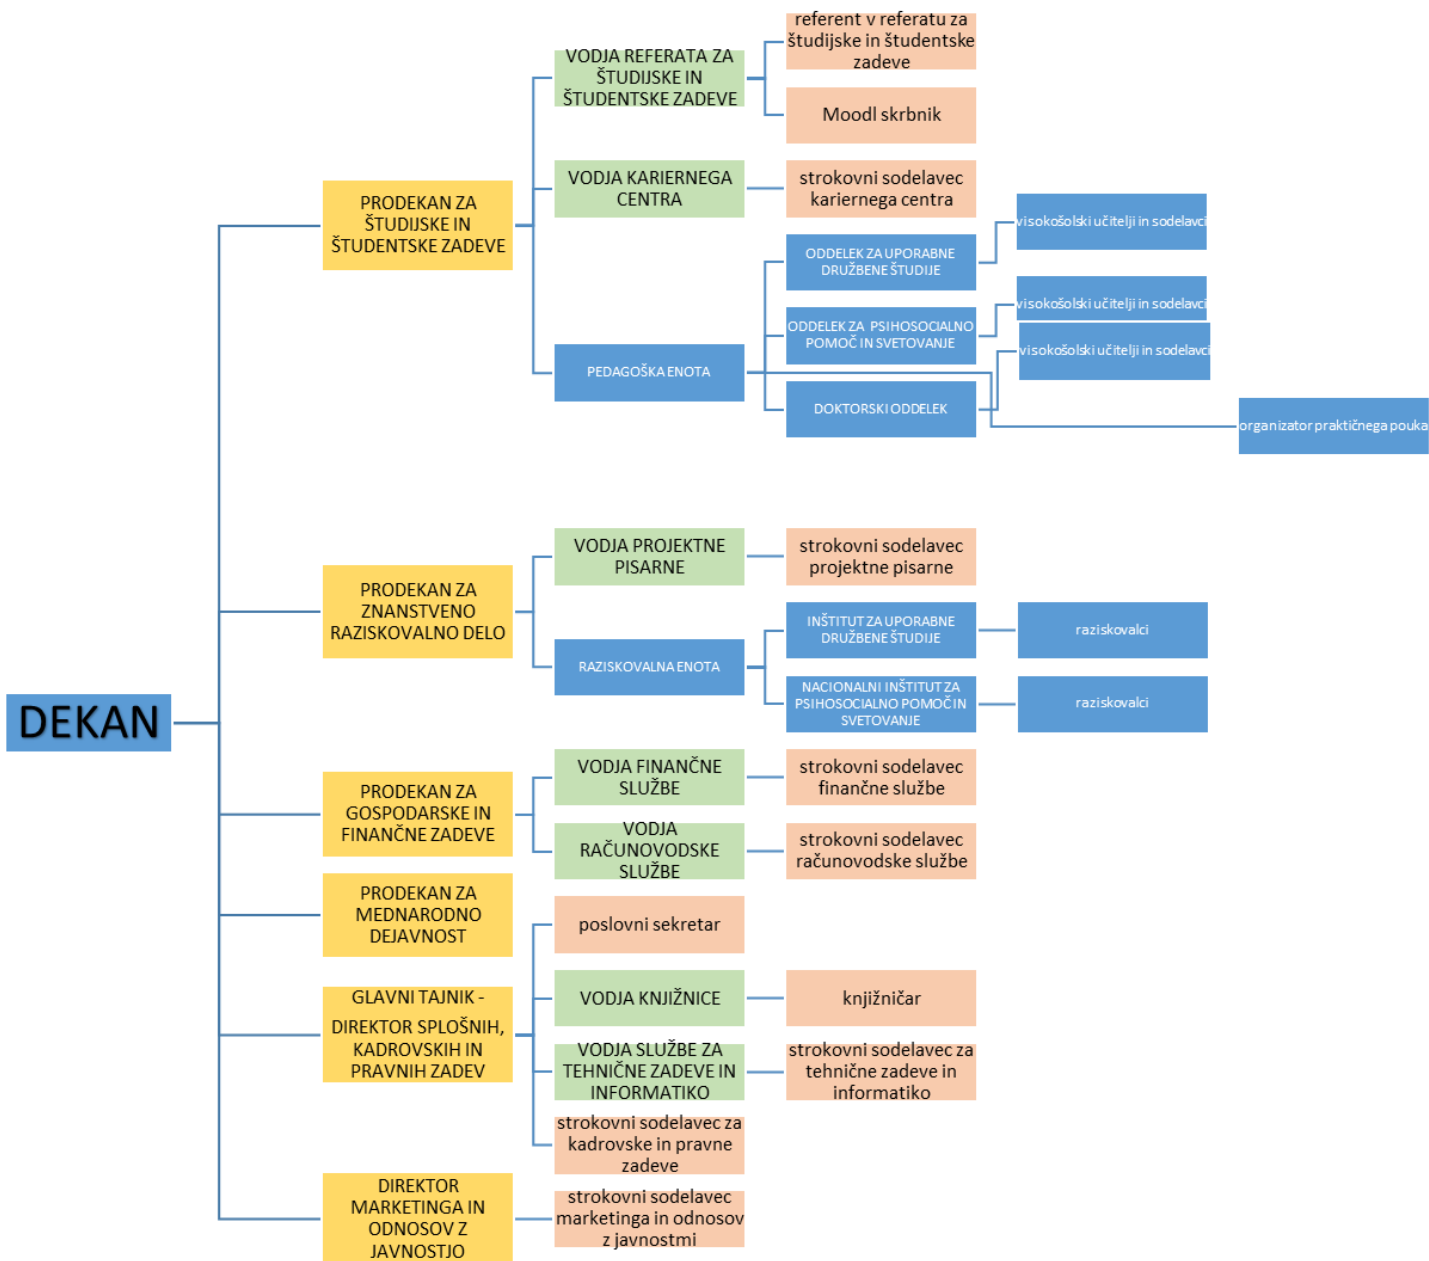 DEKAN
PRODEKAN ZA
ŠTUDIJSKE IN
ŠTUDENTSKE ZADEVE
VODJA REFERATA ZA
ŠTUDIJSKE IN
ŠTUDENTSKE ZADEVE
referent v referatu za
študijske in študentske
zadeve
Moodl skrbnik
VODJA KARIERNEGA
CENTRA
strokovni sodelavec
kariernega centra
PEDAGOŠKA ENOTA
ODDELEK ZA UPORABNE
DRUŽBENE ŠTUDIJE
visokošolski učitelji in sodelavci
ODDELEK ZA PSIHOSOCIALNO
POMOČ IN SVETOVANJE
visokošolski učitelji in sodelavci
DOKTORSKI ODDELEK
visokošolski učitelji in sodelavci
organizator praktičnega pouka
PRODEKAN ZA
ZNANSTVENO
RAZISKOVALNO DELO
VODJA PROJEKTNE
PISARNE
strokovni sodelavec
projektne pisarne
RAZISKOVALNA ENOTA
INŠTITUT ZA UPORABNE
DRUŽBENE ŠTUDIJE
raziskovalci
NACIONALNI INŠTITUT ZA
PSIHOSOCIALNO POMOČ IN
SVETOVANJE
raziskovalci
PRODEKAN ZA
GOSPODARSKE IN
FINANČNE ZADEVE
VODJA FINANČNE
SLUŽBE
strokovni sodelavec
finančne službe
VODJA
RAČUNOVODSKE
SLUŽBE
strokovni sodelavec
računovodske službe
PRODEKAN ZA
MEDNARODNO
DEJAVNOST
GLAVNI TAJNIK -
DIREKTOR SPLOŠNIH,
KADROVSKIH IN
PRAVNIH ZADEV
poslovni sekretar
VODJA KNJIŽNICE
knjižničar
VODJA SLUŽBE ZA
TEHNIČNE ZADEVE IN
INFORMATIKO
strokovni sodelavec za
tehnične zadeve in
informatiko
strokovni sodelavec za
kadrovske in pravne
zadeve
DIREKTOR
MARKETINGA IN
ODNOSOV Z
JAVNOSTJO
strokovni sodelavec
marketinga in odnosov
z javnostmi